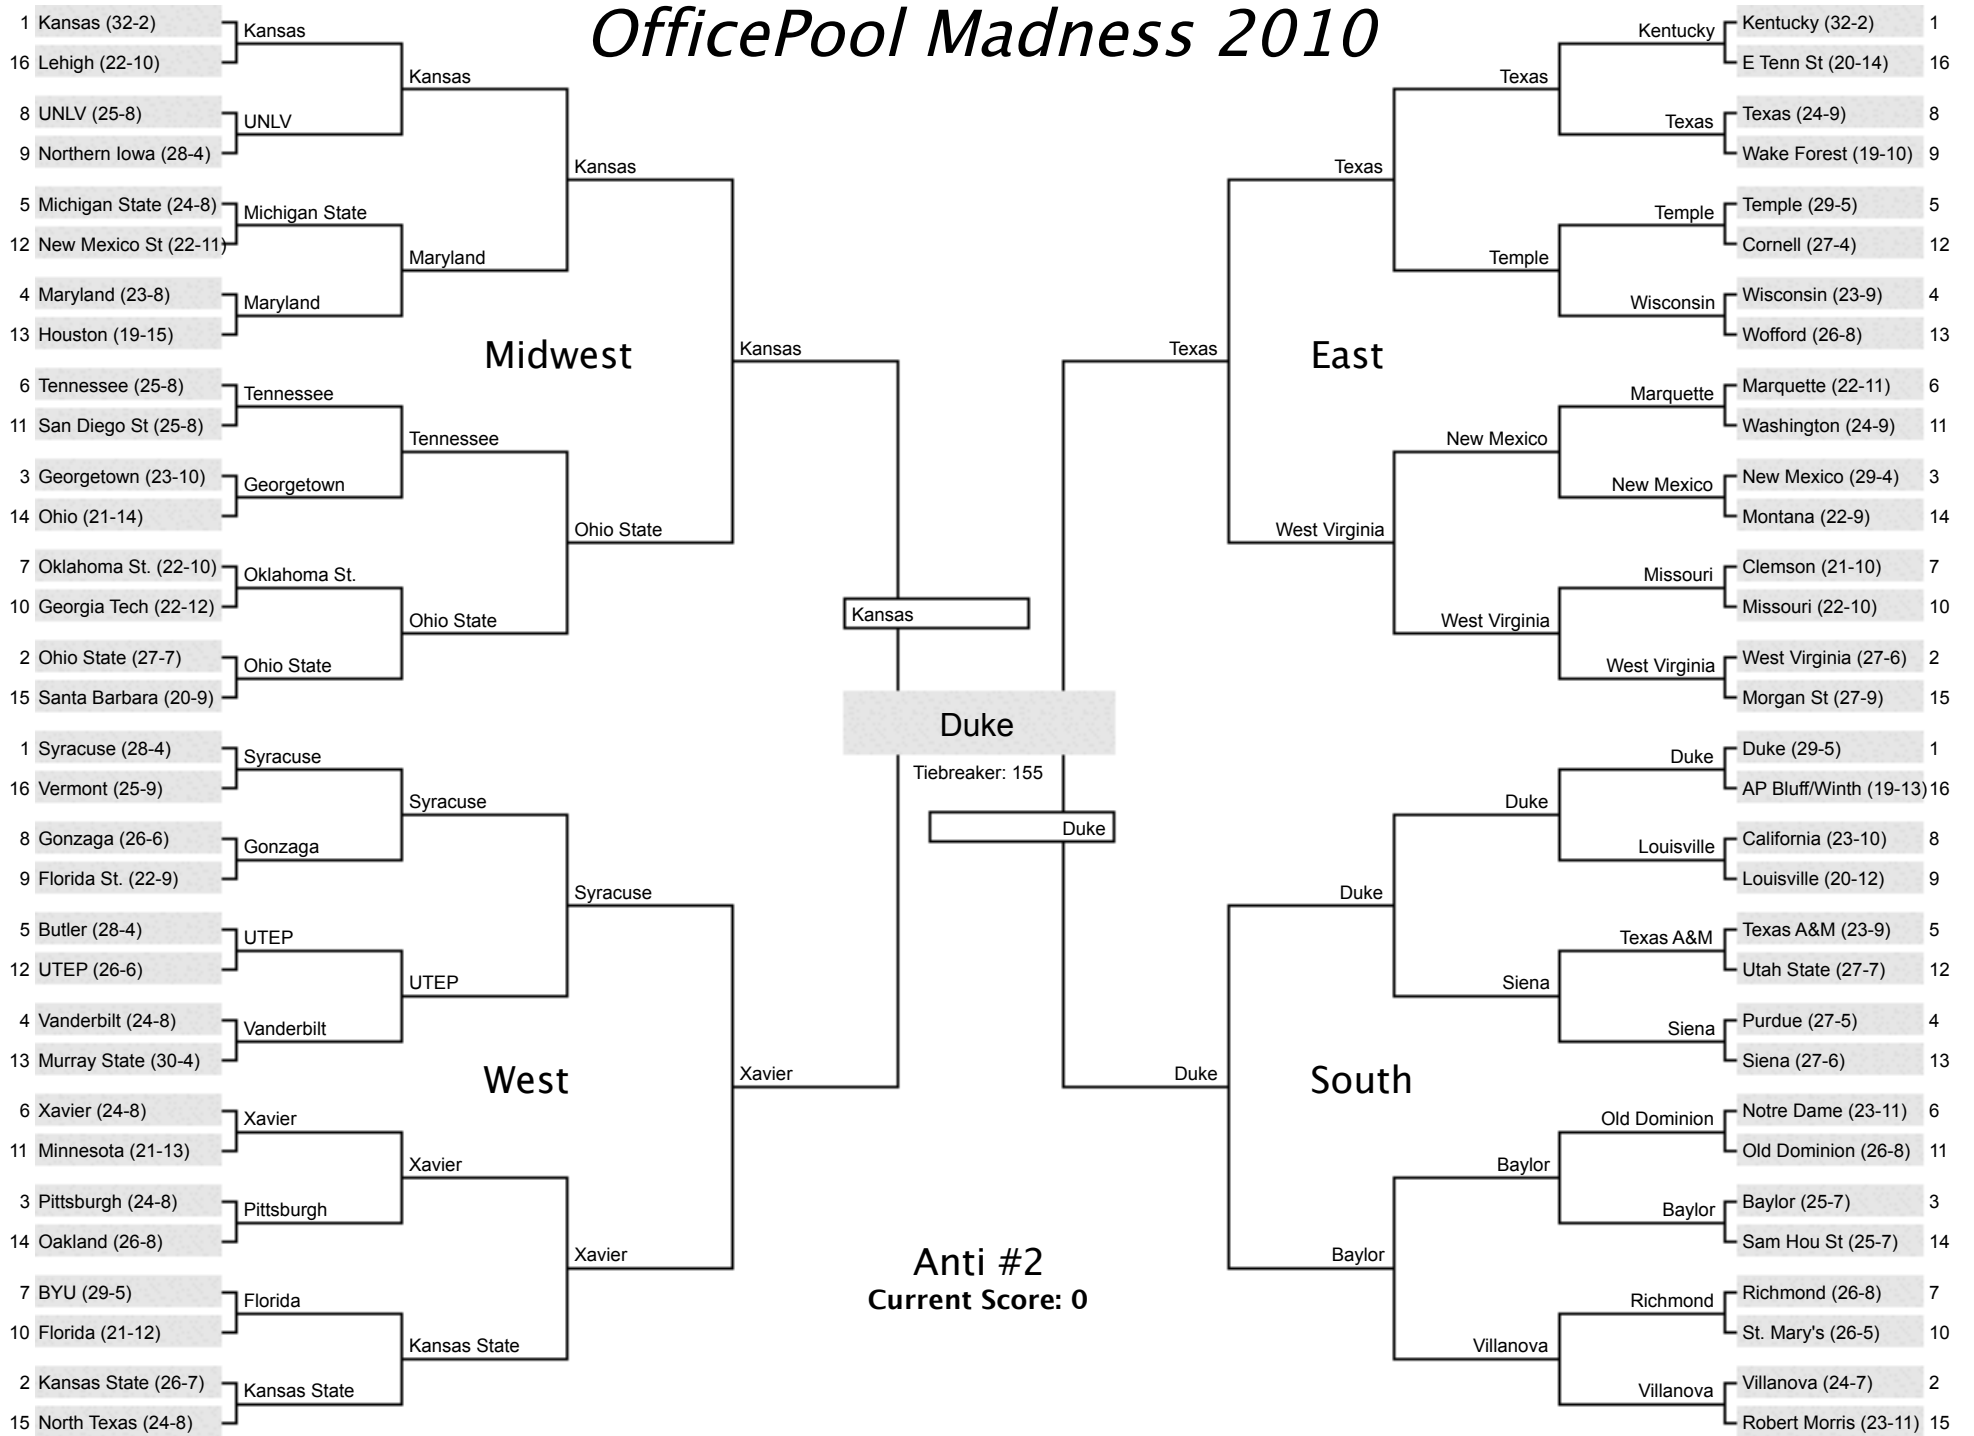 OfficePool Madness 2010
1 Kansas (32-2)
16 Lehigh (22-10)
8 UNLV (25-8)
9 Northern Iowa (28-4)
5 Michigan State (24-8)
12 New Mexico St (22-11)
4 Maryland (23-8)
13 Houston (19-15)
6 Tennessee (25-8)
11 San Diego St (25-8)
3 Georgetown (23-10)
14 Ohio (21-14)
7 Oklahoma St. (22-10)
10 Georgia Tech (22-12)
2 Ohio State (27-7)
15 Santa Barbara (20-9)
Kansas
UNLV
Michigan State
Maryland
Tennessee
Georgetown
Oklahoma St.
Ohio State
Kansas
Maryland
Tennessee
Ohio State
Kansas
Ohio State
Kansas
Midwest
1 Syracuse (28-4)
16 Vermont (25-9)
8 Gonzaga (26-6)
9 Florida St. (22-9)
5 Butler (28-4)
12 UTEP (26-6)
4 Vanderbilt (24-8)
13 Murray State (30-4)
6 Xavier (24-8)
11 Minnesota (21-13)
3 Pittsburgh (24-8)
14 Oakland (26-8)
7 BYU (29-5)
10 Florida (21-12)
2 Kansas State (26-7)
15 North Texas (24-8)
Syracuse
Gonzaga
UTEP
Vanderbilt
Xavier
Pittsburgh
Florida
Kansas State
Syracuse
UTEP
Xavier
Kansas State
Syracuse
Xavier
Xavier
West
Kansas
Duke
Tiebreaker: 155
Duke
Anti #2
Current Score: 0
Kentucky (32-2) 1
E Tenn St (20-14) 16
Texas (24-9) 8
Wake Forest (19-10) 9
Temple (29-5) 5
Cornell (27-4) 12
Wisconsin (23-9) 4
Wofford (26-8) 13
Marquette (22-11) 6
Washington (24-9) 11
New Mexico (29-4) 3
Montana (22-9) 14
Clemson (21-10) 7
Missouri (22-10) 10
West Virginia (27-6) 2
Morgan St (27-9) 15
Kentucky
Texas
Temple
Wisconsin
Marquette
New Mexico
Missouri
West Virginia
Texas
Temple
New Mexico
West Virginia
Texas
West Virginia
Texas
East
Duke (29-5) 1
AP Bluff/Winth (19-13) 16
California (23-10) 8
Louisville (20-12) 9
Texas A&M (23-9) 5
Utah State (27-7) 12
Purdue (27-5) 4
Siena (27-6) 13
Notre Dame (23-11) 6
Old Dominion (26-8) 11
Baylor (25-7) 3
Sam Hou St (25-7) 14
Richmond (26-8) 7
St. Mary's (26-5) 10
Villanova (24-7) 2
Robert Morris (23-11) 15
Duke
Louisville
Texas A&M
Siena
Old Dominion
Baylor
Richmond
Villanova
Duke
Siena
Baylor
Villanova
Duke
Baylor
Duke
South